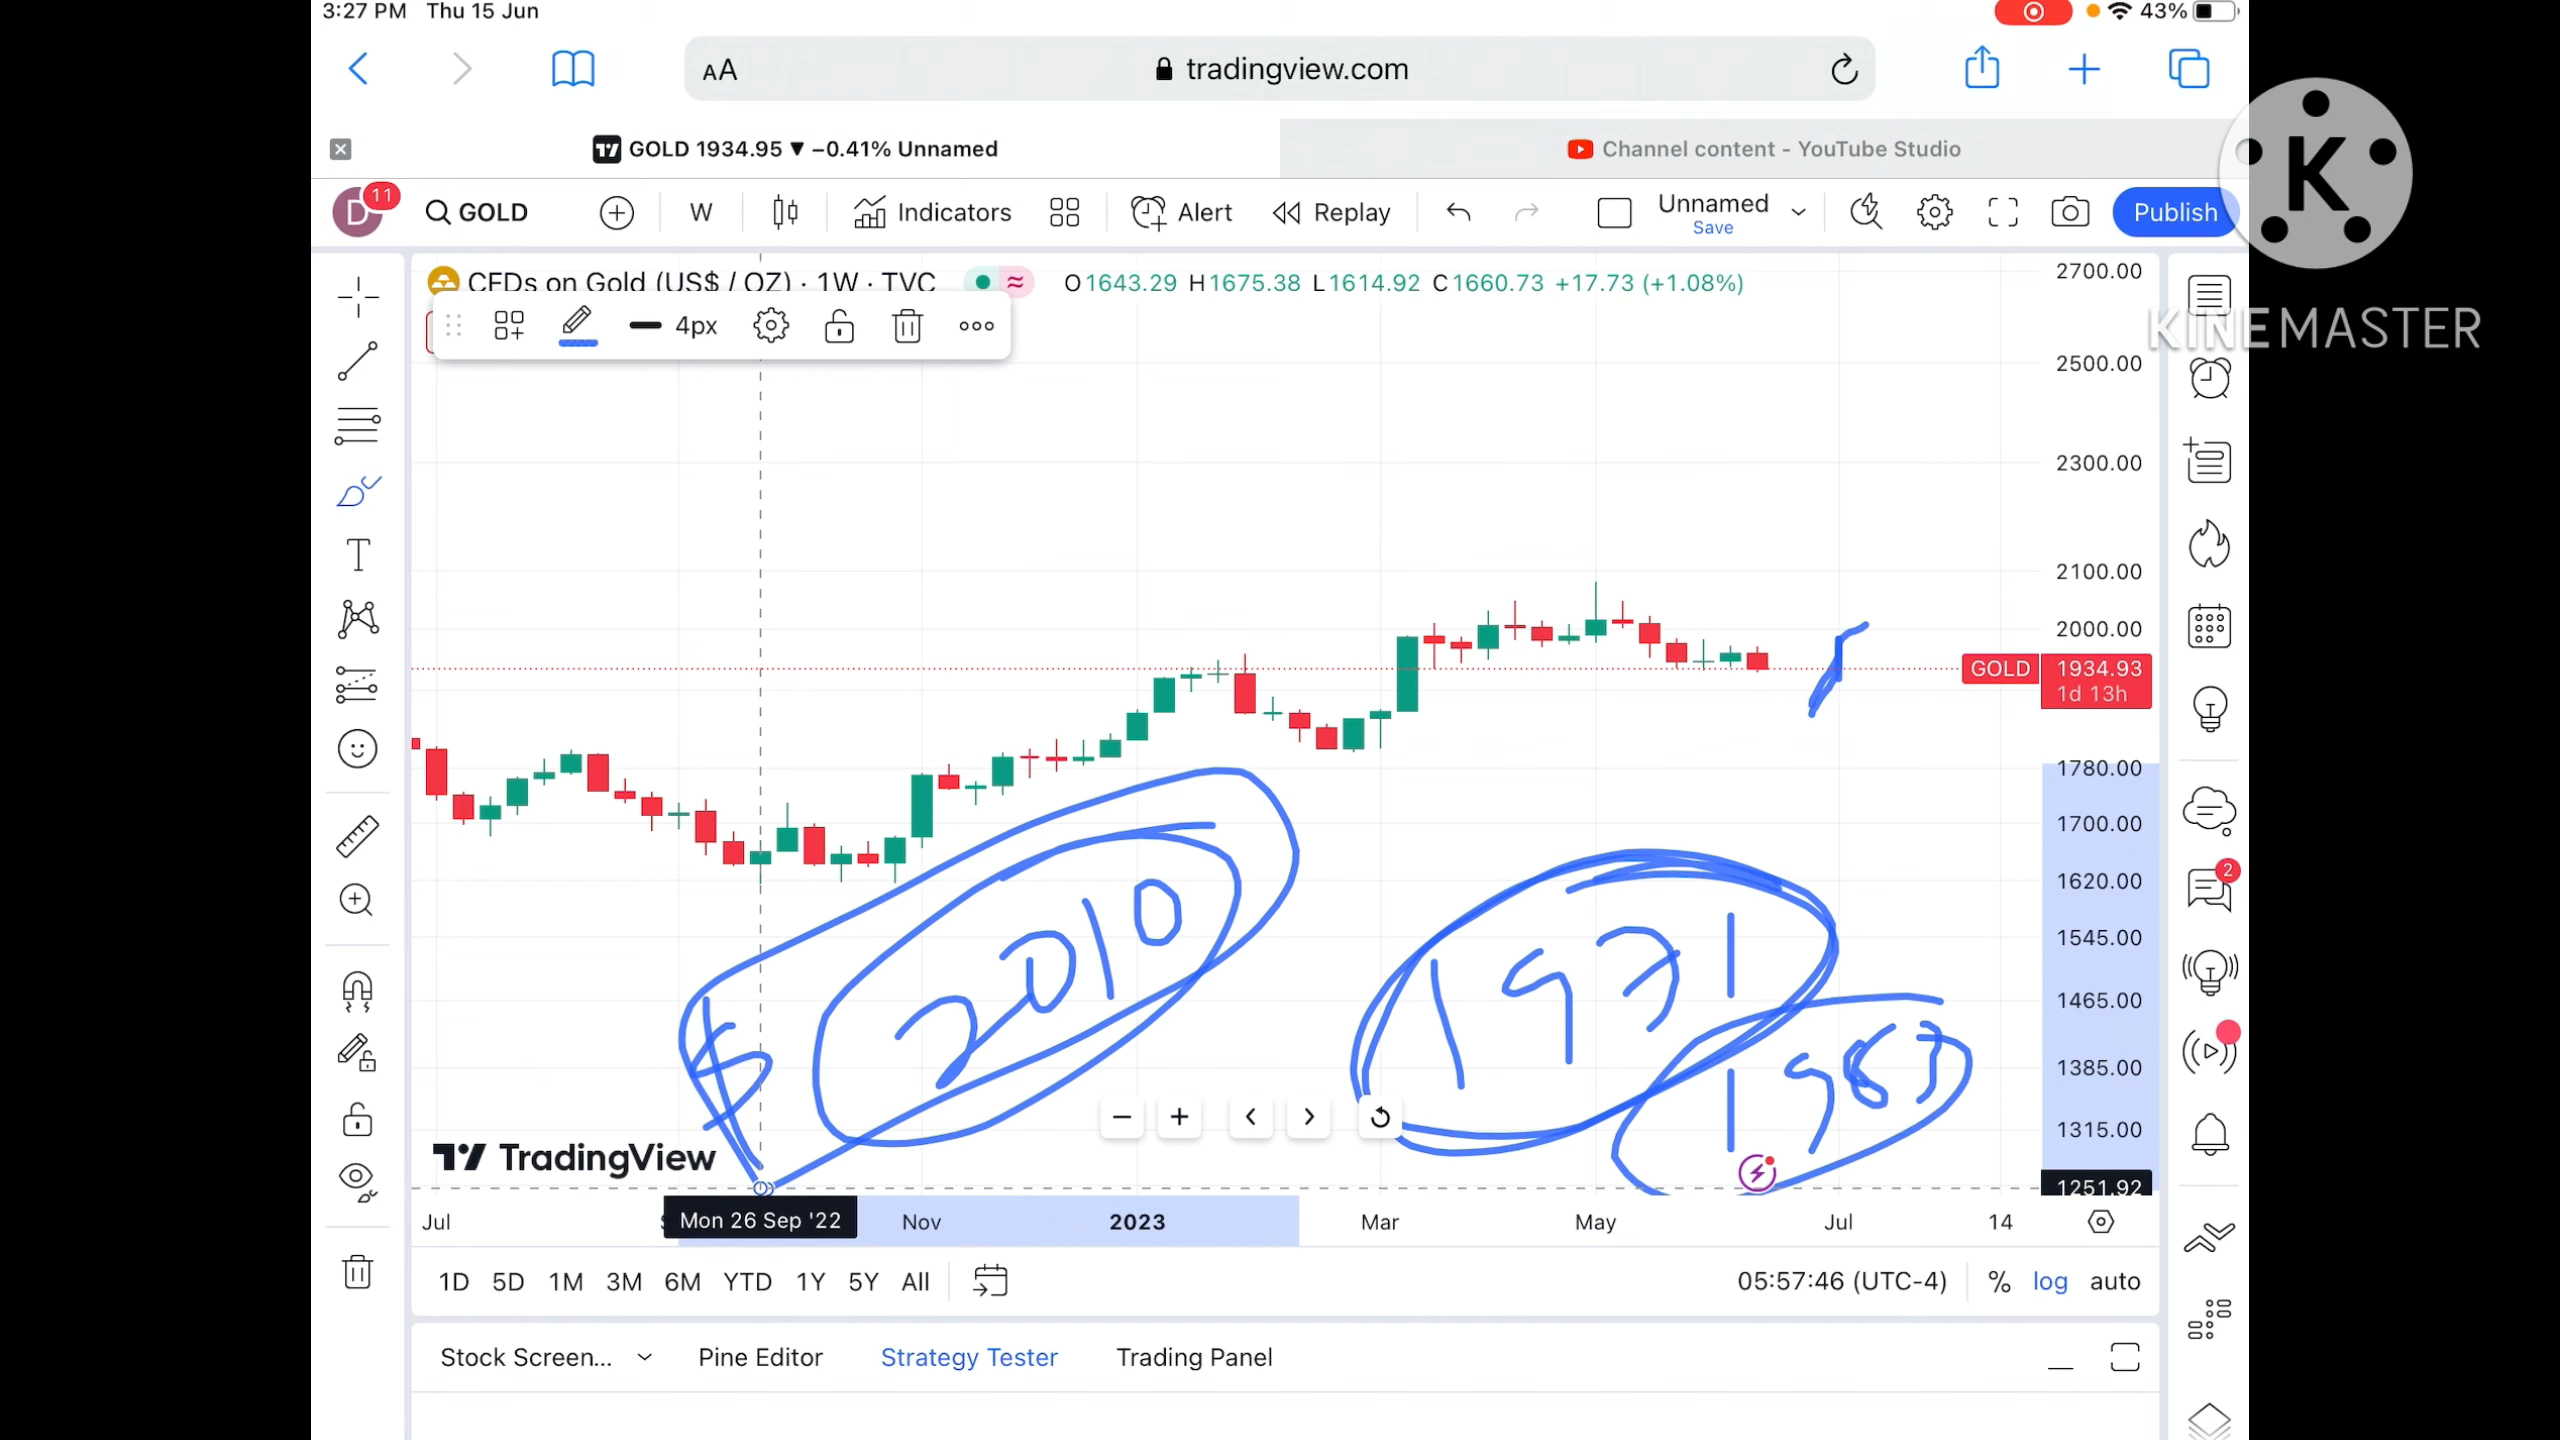 3:27 PM Thu 15 Jun 43%
AA tradingview.com
GOLD 1934.95 ▼ −0.41% Unnamed Channel content - YouTube Studio
D 11 GOLD W Indicators Alert Replay Unnamed Save Publish
K
KINEMASTER
CFDs on Gold (US$ / OZ) · 1W · TVC O1643.29 H1675.38 L1614.92 C1660.73 +17.73 (+1.08%)
4px
2700.00
2500.00
2300.00
2100.00
2000.00
GOLD 1934.93
1d 13h
1780.00
1700.00
1620.00
1545.00
1465.00
1385.00
1315.00
1251.92
2
$ 2010
1971
1983
TradingView
Jul Mon 26 Sep '22 Nov 2023 Mar May Jul 14
1D 5D 1M 3M 6M YTD 1Y 5Y All 05:57:46 (UTC-4) % log auto
Stock Screen... Pine Editor Strategy Tester Trading Panel